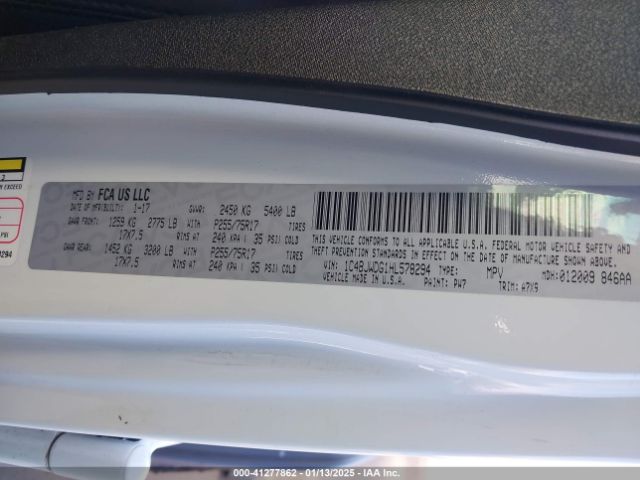 MFD BY FCA US LLC
DATE OF MFR/BUILT: 1-17 GVWR: 2450 KG 5400 LB
GAWR FRONT: 1259 KG 2775 LB WITH P255/75R17 TIRES
17X7.5 RIMS AT 240 KPA/ 35 PSI COLD
GAWR REAR: 1452 KG 3200 LB WITH P255/75R17 TIRES
17X7.5 RIMS AT 240 KPA/ 35 PSI COLD
THIS VEHICLE CONFORMS TO ALL APPLICABLE U.S.A. FEDERAL MOTOR VEHICLE SAFETY AND
THEFT PREVENTION STANDARDS IN EFFECT ON THE DATE OF MANUFACTURE SHOWN ABOVE.
VIN: 1C4BJWDG1HL578294 TYPE: MPV MDH: 012009 846AA
VEHICLE MADE IN U.S.A. PAINT: PW7 TRIM: A7X9
EXCEED
PSI
8294
000-41277862 - 01/13/2025 - IAA Inc.